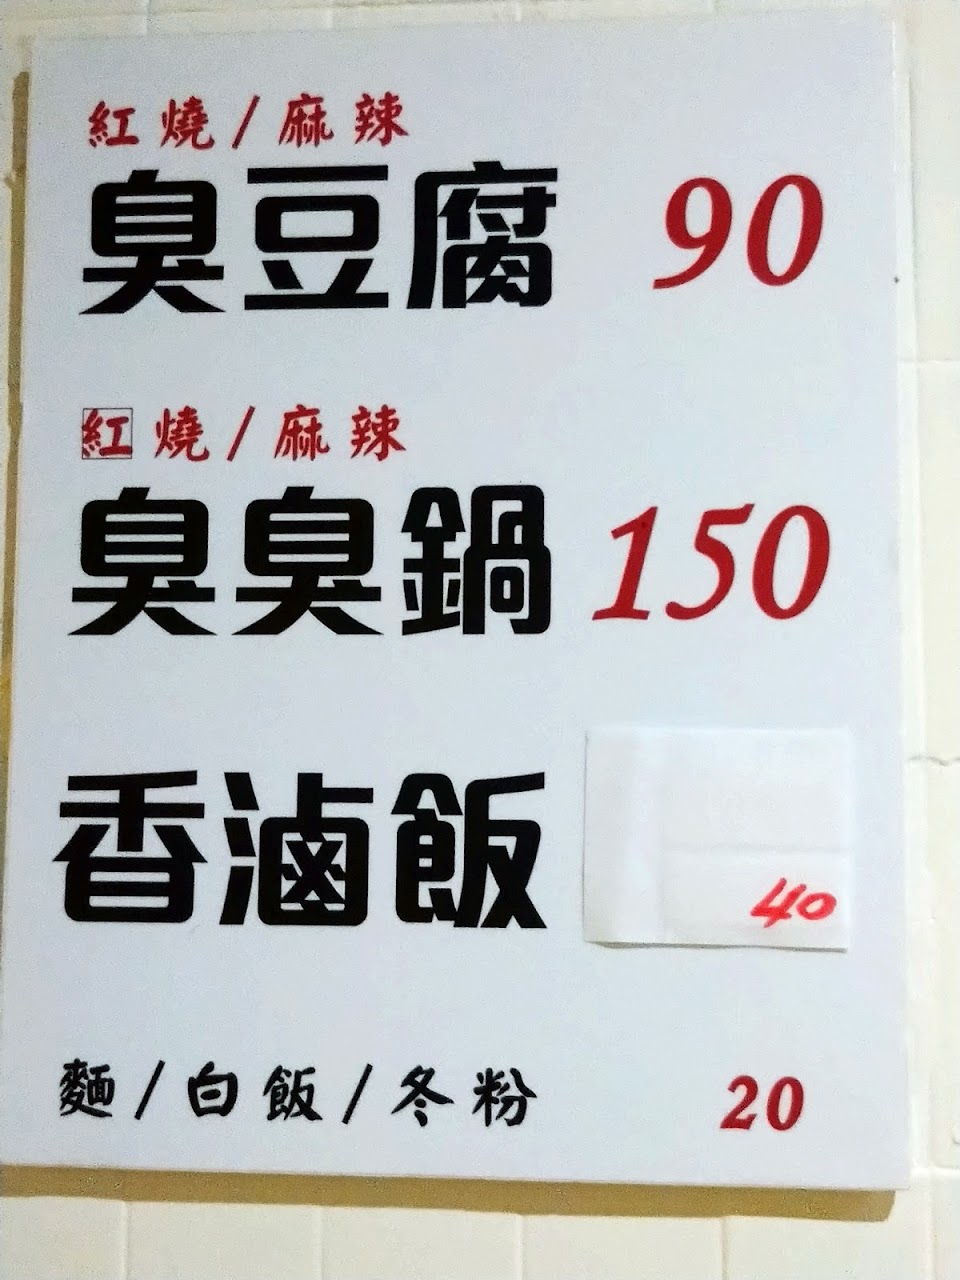 紅燒/麻辣
臭豆腐 90
紅燒/麻辣
臭臭鍋 150
香滷飯 40
麵/白飯/冬粉 20